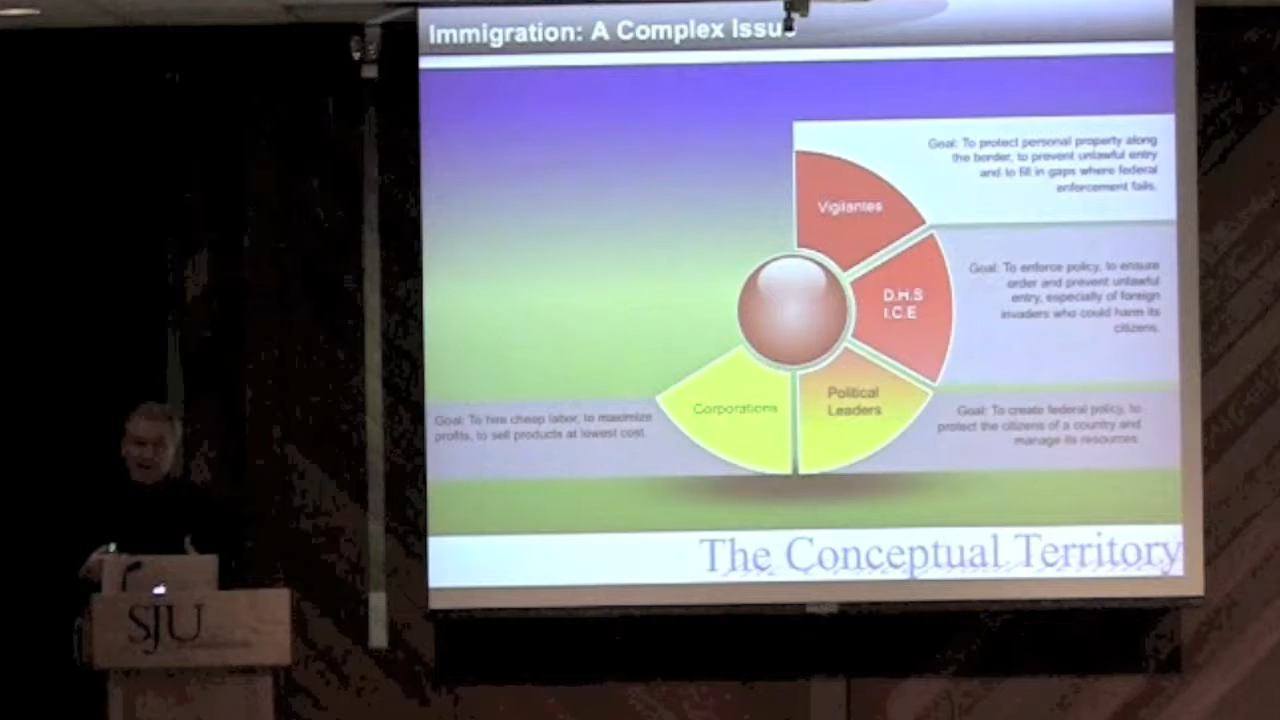 Immigration: A Complex Issue
Goal: To protect personal property along
the border, to prevent unlawful entry
and to fill in gaps where federal
enforcement fails.
Vigilantes
Goal: To enforce policy, to ensure
order and prevent unlawful
entry, especially of foreign
invaders who could harm its
citizens.
D.H.S
I.C.E
Political
Leaders
Goal: To create federal policy, to
protect the citizens of a country and
manage its resources.
Corporations
Goal: To hire cheap labor, to maximize
profits, to sell products at lowest cost.
The Conceptual Territory
SJU